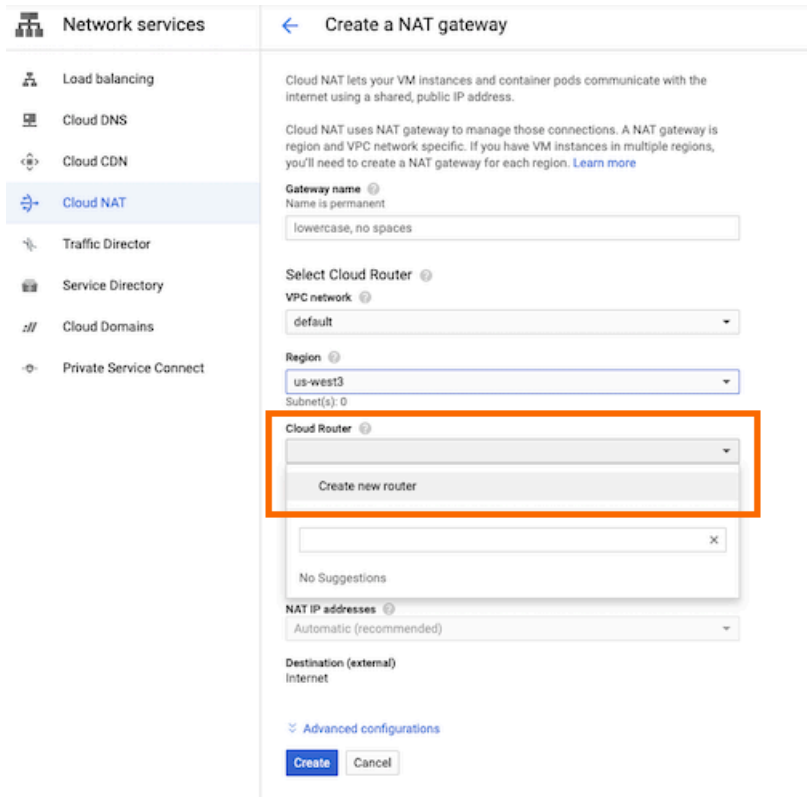 Network services
Create a NAT gateway
Load balancing
Cloud DNS
Cloud CDN
Cloud NAT
Traffic Director
Service Directory
Cloud Domains
Private Service Connect
Cloud NAT lets your VM instances and container pods communicate with the
internet using a shared, public IP address.
Cloud NAT uses NAT gateway to manage those connections. A NAT gateway is
region and VPC network specific. If you have VM instances in multiple regions,
you'll need to create a NAT gateway for each region. Learn more
Gateway name
Name is permanent
lowercase, no spaces
Select Cloud Router
VPC network
default
Region
us-west3
Subnet(s): 0
Cloud Router
Create new router
No Suggestions
NAT IP addresses
Automatic (recommended)
Destination (external)
Internet
Advanced configurations
Create
Cancel